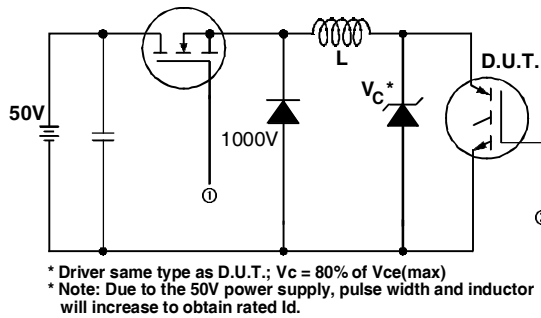 L
D.U.T.
V_C *
50V
1000V
①
* Driver same type as D.U.T.; Vc = 80% of Vce(max)
* Note: Due to the 50V power supply, pulse width and inductor
will increase to obtain rated Id.